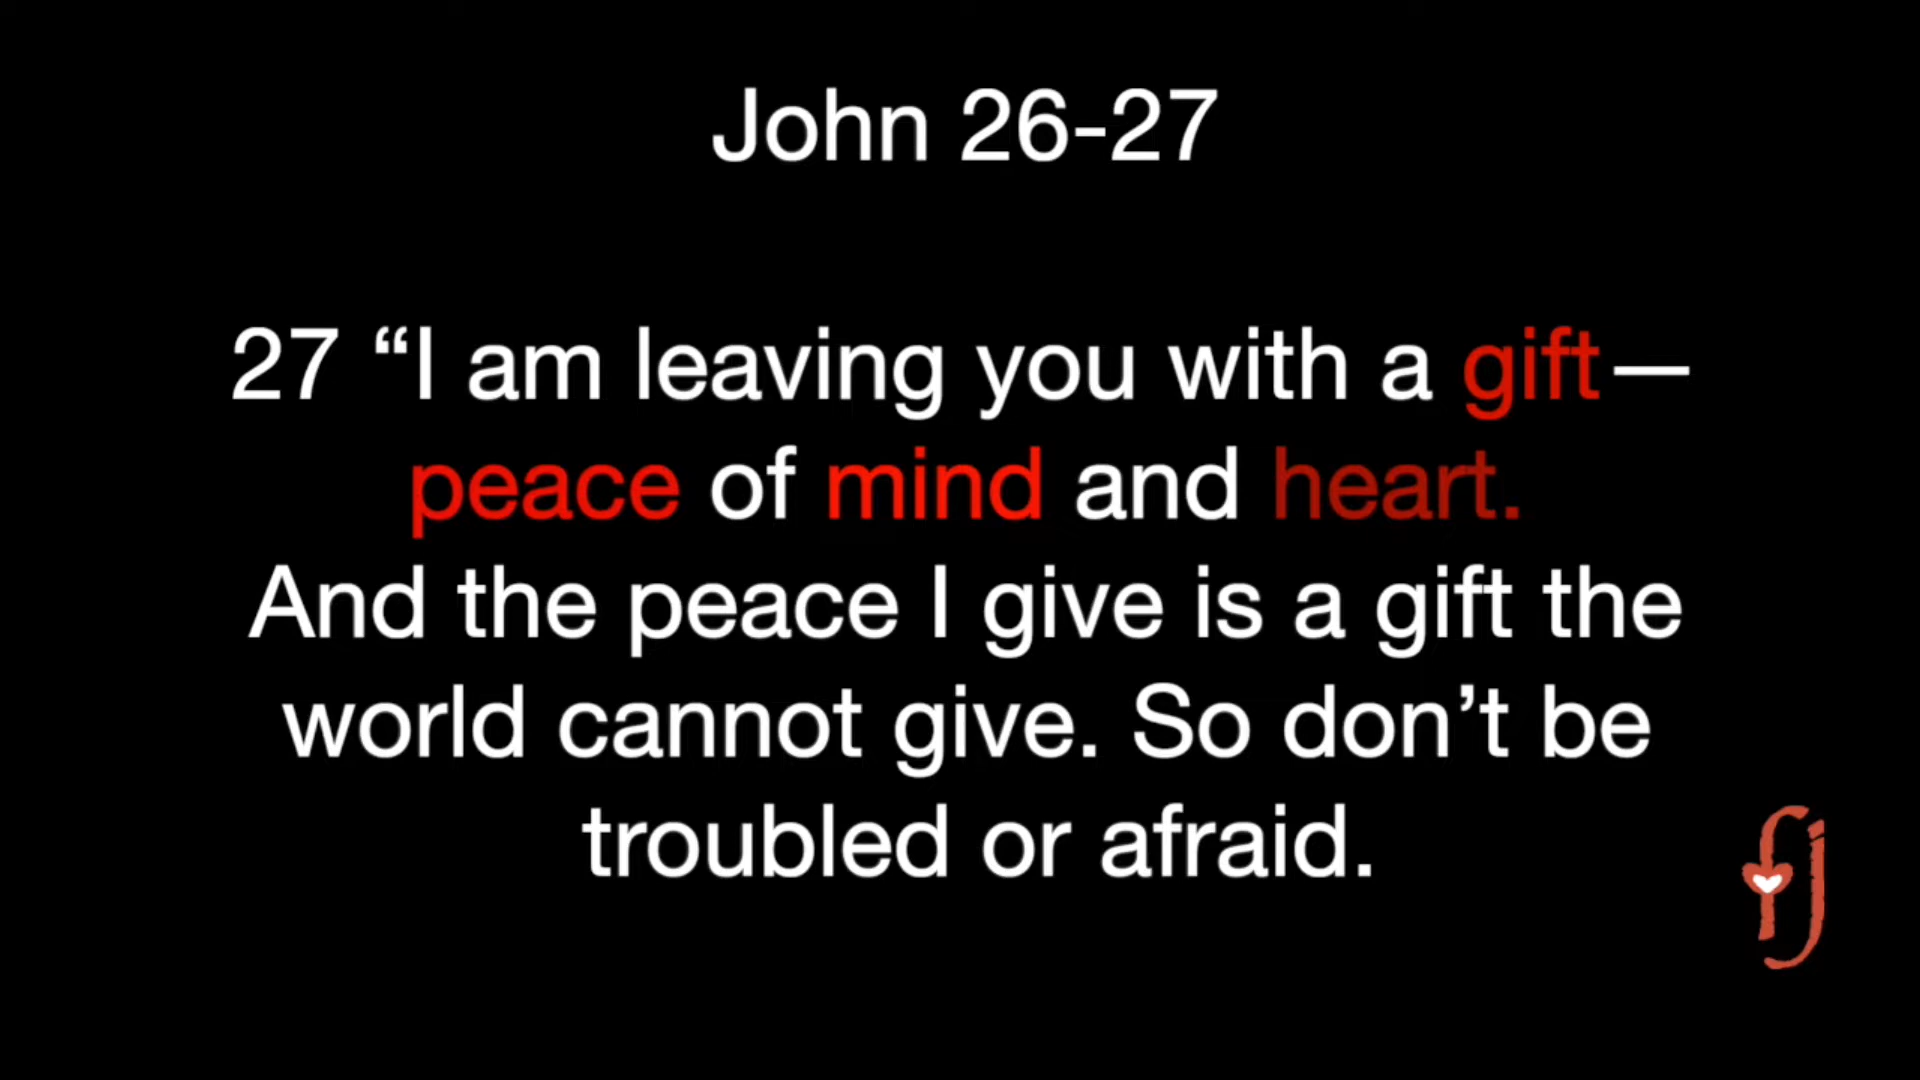 John 26-27
27 “I am leaving you with a gift—
peace of mind and heart.
And the peace I give is a gift the
world cannot give. So don’t be
troubled or afraid.
fj